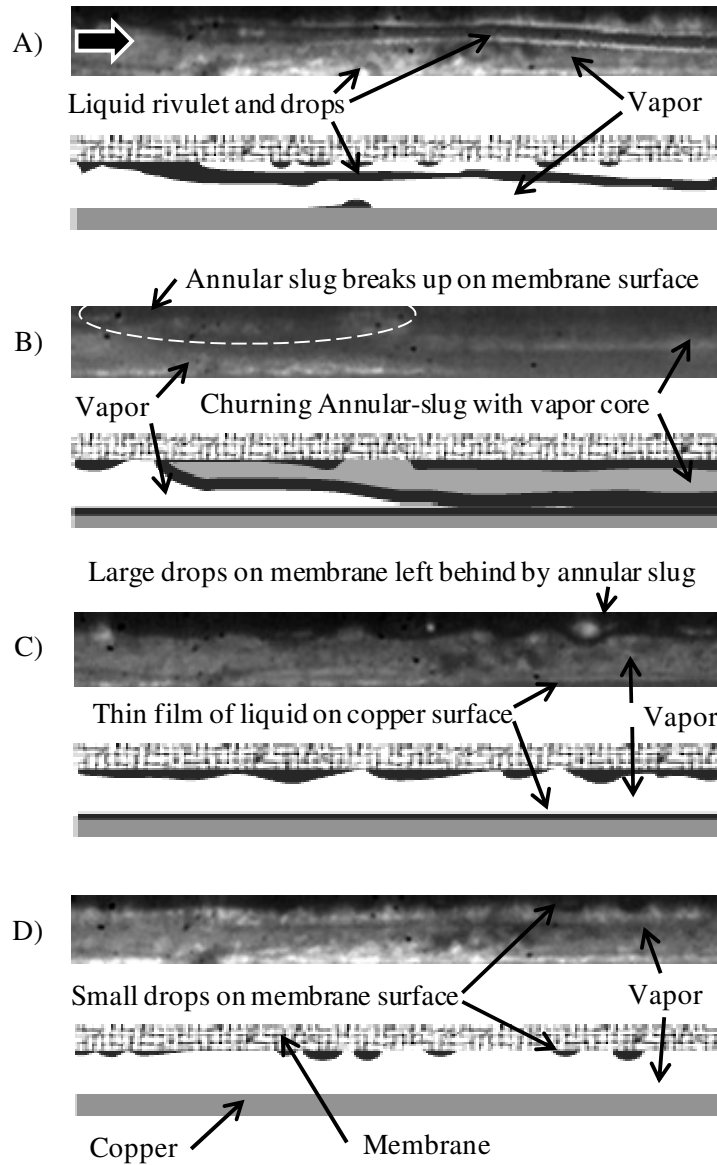 A)
Liquid rivulet and drops
Vapor
Annular slug breaks up on membrane surface
B)
Vapor
Churning Annular-slug with vapor core
Large drops on membrane left behind by annular slug
C)
Thin film of liquid on copper surface
Vapor
D)
Small drops on membrane surface
Vapor
Copper
Membrane